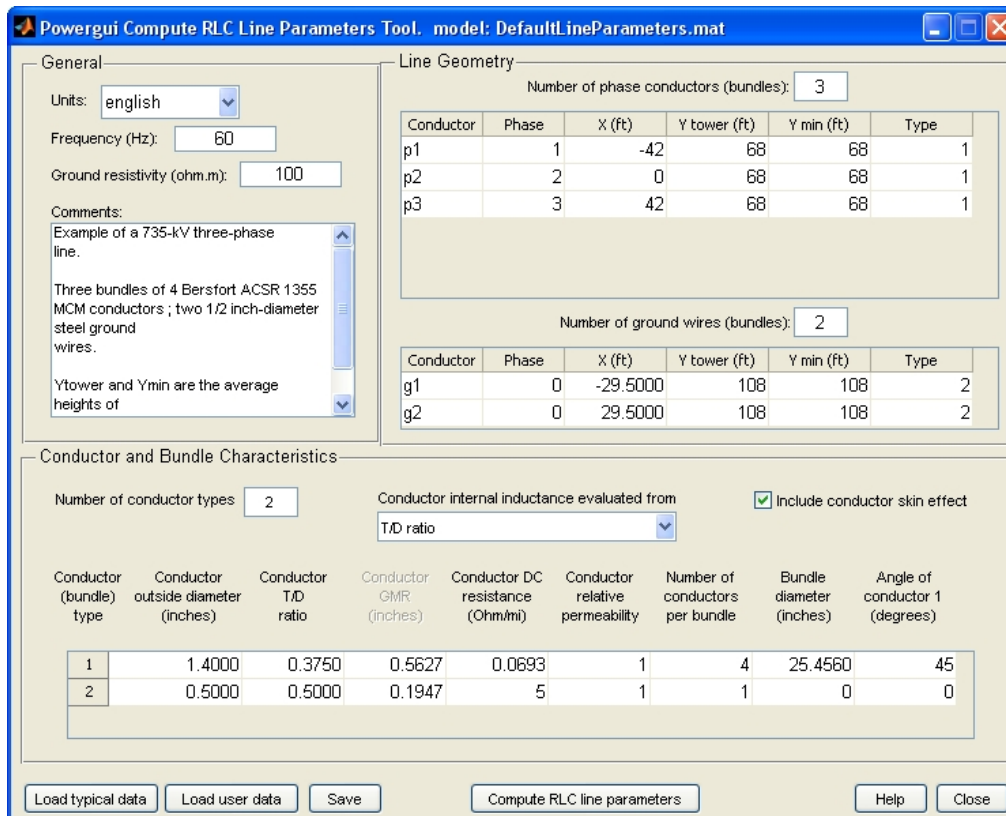 Powergui Compute RLC Line Parameters Tool. model: DefaultLineParameters.mat
General
Units: english
Frequency (Hz): 60
Ground resistivity (ohm.m): 100
Comments:
Example of a 735-kV three-phase
line.
Three bundles of 4 Bersfort ACSR 1355
MCM conductors ; two 1/2 inch-diameter
steel ground
wires.
Ytower and Ymin are the average
heights of
Line Geometry
Number of phase conductors (bundles): 3
Conductor Phase X (ft) Y tower (ft) Y min (ft) Type
p1 1 -42 68 68 1
p2 2 0 68 68 1
p3 3 42 68 68 1
Number of ground wires (bundles): 2
Conductor Phase X (ft) Y tower (ft) Y min (ft) Type
g1 0 -29.5000 108 108 2
g2 0 29.5000 108 108 2
Conductor and Bundle Characteristics
Number of conductor types 2
Conductor internal inductance evaluated from
T/D ratio
Include conductor skin effect
Conductor (bundle) type
Conductor outside diameter (inches)
Conductor T/D ratio
Conductor GMR (inches)
Conductor DC resistance (Ohm/mi)
Conductor relative permeability
Number of conductors per bundle
Bundle diameter (inches)
Angle of conductor 1 (degrees)
1 1.4000 0.3750 0.5627 0.0693 1 4 25.4560 45
2 0.5000 0.5000 0.1947 5 1 1 0 0
Load typical data Load user data Save Compute RLC line parameters Help Close